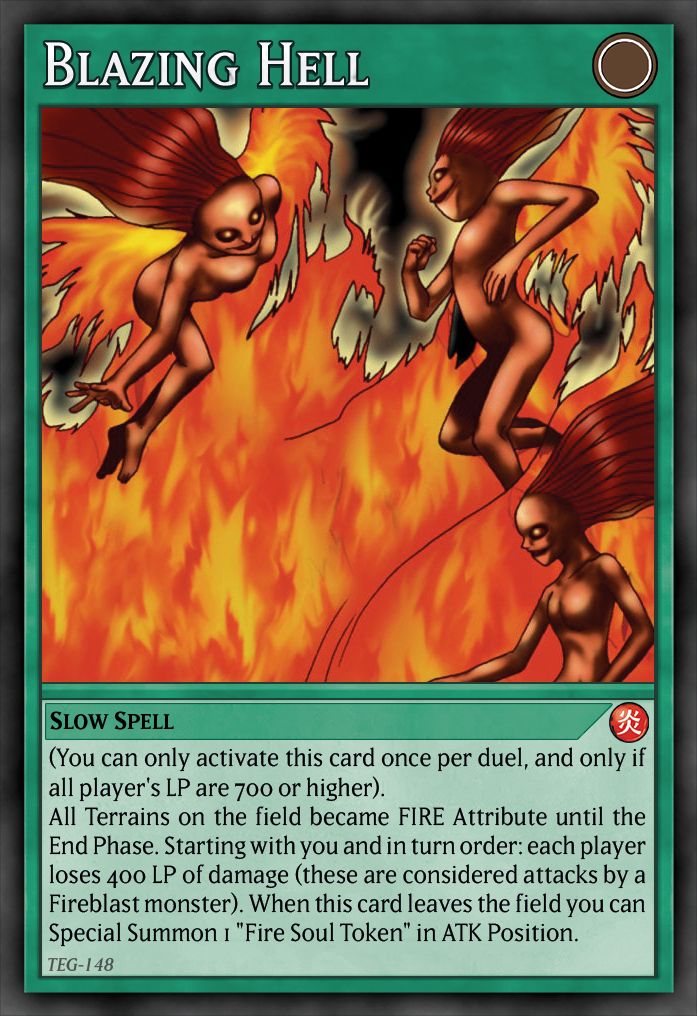 Blazing Hell
Slow Spell
炎
(You can only activate this card once per duel, and only if
all player's LP are 700 or higher).
All Terrains on the field became FIRE Attribute until the
End Phase. Starting with you and in turn order: each player
loses 400 LP of damage (these are considered attacks by a
Fireblast monster). When this card leaves the field you can
Special Summon 1 "Fire Soul Token" in ATK Position.
TEG-148